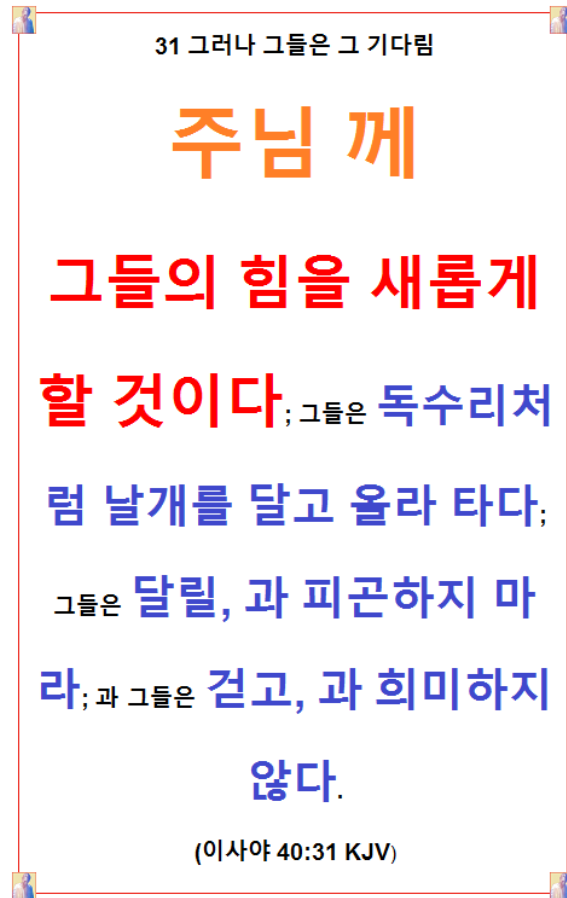 31 그러나 그들은 그 기다림
주님 께
그들의 힘을 새롭게
할 것이다; 그들은 독수리처
럼 날개를 달고 올라 타다;
그들은 달릴, 과 피곤하지 마
라; 과 그들은 걷고, 과 희미하지
않다.
(이사야 40:31 KJV)